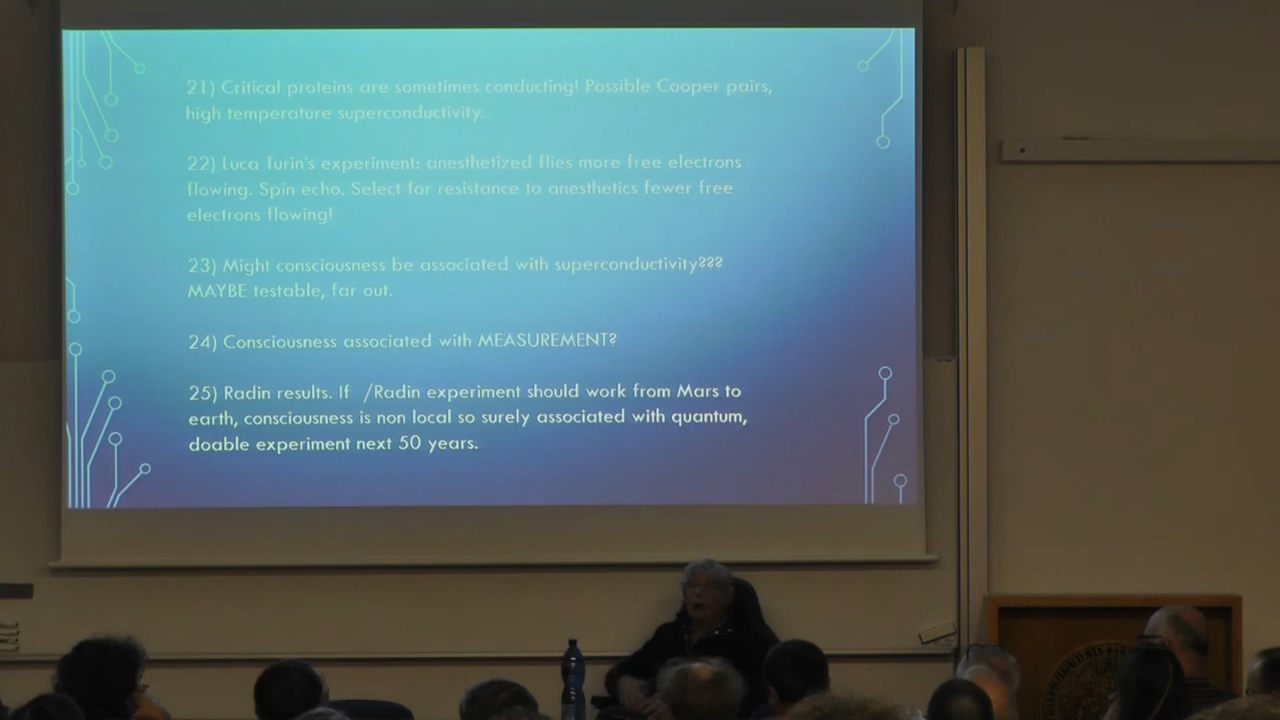 21) Critical proteins are sometimes conducting! Possible Cooper pairs,
high temperature superconductivity.
22) Luca Turin's experiment: anesthetized flies more free electrons
flowing. Spin echo. Select for resistance to anesthetics fewer free
electrons flowing!
23) Might consciousness be associated with superconductivity???
MAYBE testable, far out.
24) Consciousness associated with MEASUREMENT?
25) Radin results. If /Radin experiment should work from Mars to
earth, consciousness is non local so surely associated with quantum,
doable experiment next 50 years.